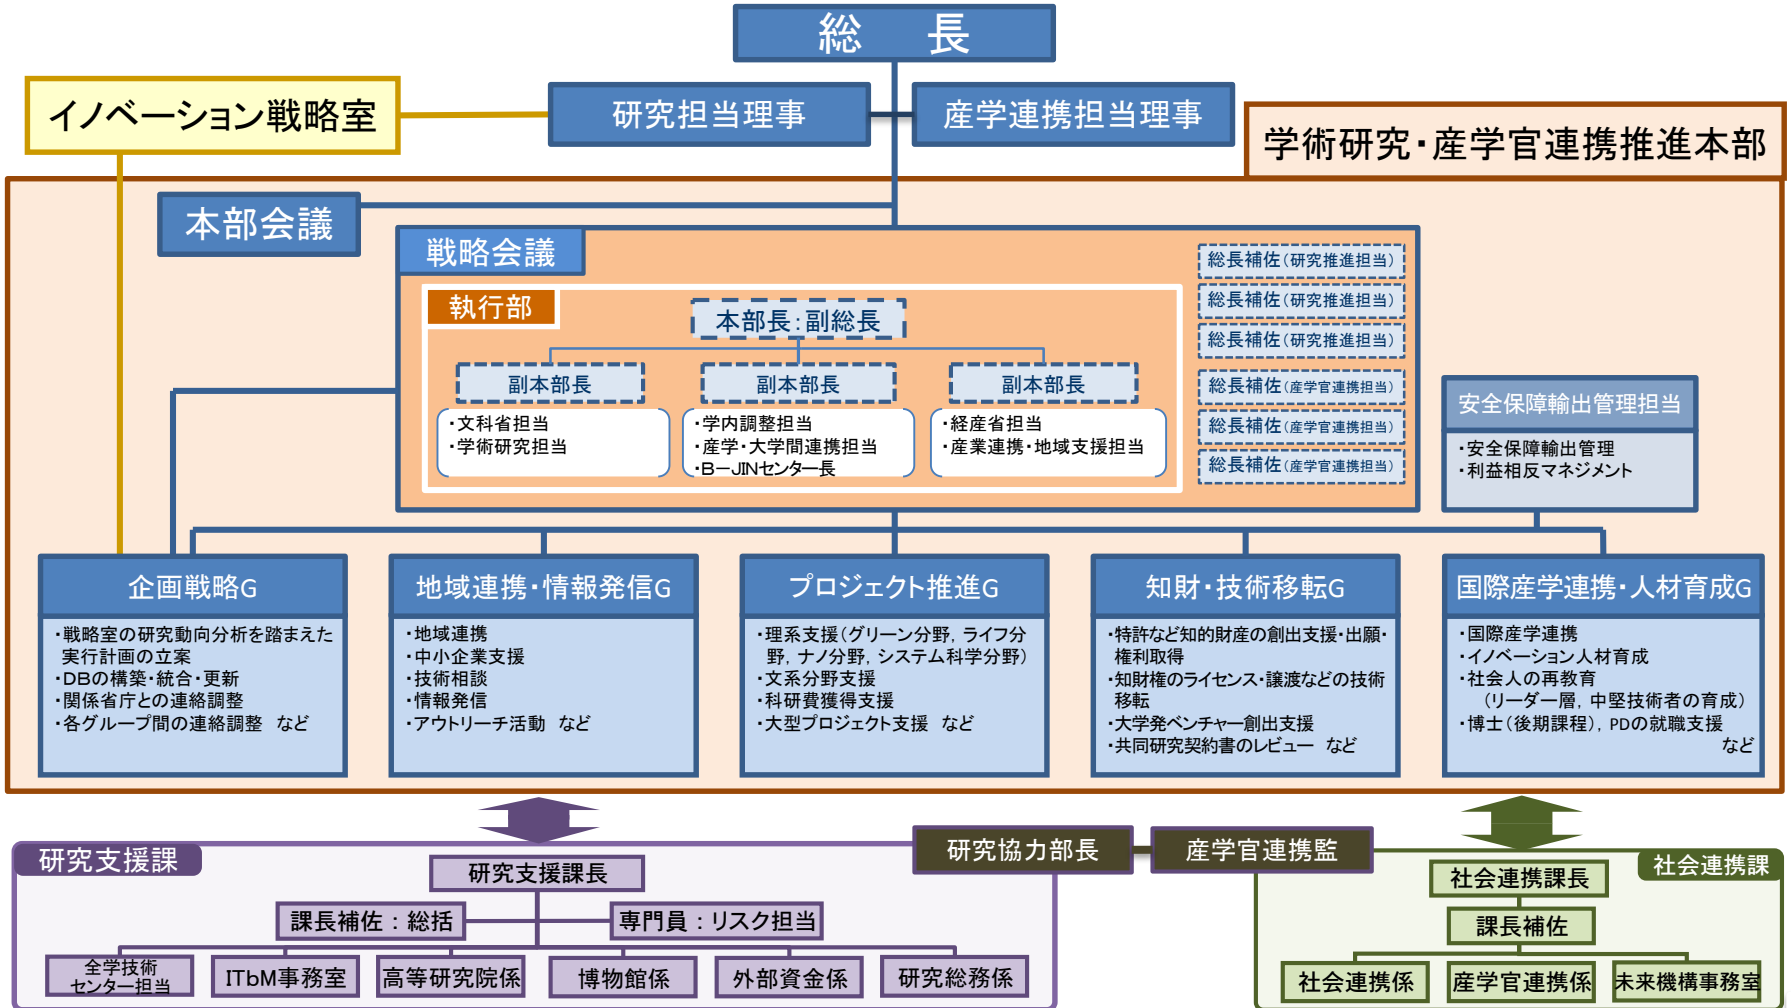 総　長
イノベーション戦略室
研究担当理事
産学連携担当理事
学術研究・産学官連携推進本部
本部会議
戦略会議
執行部
本部長：副総長
副本部長
・文科省担当
・学術研究担当
副本部長
・学内調整担当
・産学・大学間連携担当
・B－JINセンター長
副本部長
・経産省担当
・産業連携・地域支援担当
総長補佐（研究推進担当）
総長補佐（研究推進担当）
総長補佐（研究推進担当）
総長補佐（産学官連携担当）
総長補佐（産学官連携担当）
総長補佐（産学官連携担当）
安全保障輸出管理担当
・安全保障輸出管理
・利益相反マネジメント
企画戦略G
・戦略室の研究動向分析を踏まえた
実行計画の立案
・DBの構築・統合・更新
・関係省庁との連絡調整
・各グループ間の連絡調整　など
地域連携・情報発信G
・地域連携
・中小企業支援
・技術相談
・情報発信
・アウトリーチ活動　など
プロジェクト推進G
・理系支援（グリーン分野，ライフ分
野，ナノ分野，システム科学分野）
・文系分野支援
・科研費獲得支援
・大型プロジェクト支援　など
知財・技術移転G
・特許など知的財産の創出支援・出願・
権利取得
・知財権のライセンス・譲渡などの技術
移転
・大学発ベンチャー創出支援
・共同研究契約書のレビュー　など
国際産学連携・人材育成G
・国際産学連携
・イノベーション人材育成
・社会人の再教育
（リーダー層，中堅技術者の育成）
・博士（後期課程），PDの就職支援
など
研究支援課
研究支援課長
課長補佐：総括
専門員：リスク担当
全学技術
センター担当
ITbM事務室
高等研究院係
博物館係
外部資金係
研究総務係
研究協力部長
産学官連携監
社会連携課
社会連携課長
課長補佐
社会連携係
産学官連携係
未来機構事務室